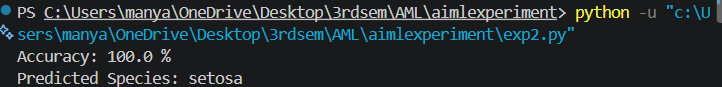 PS C:\Users\manya\OneDrive\Desktop\3rdsem\AML\aimlexperiment> python -u "c:\U
sers\manya\OneDrive\Desktop\3rdsem\AML\aimlexperiment\exp2.py"
Accuracy: 100.0 %
Predicted Species: setosa